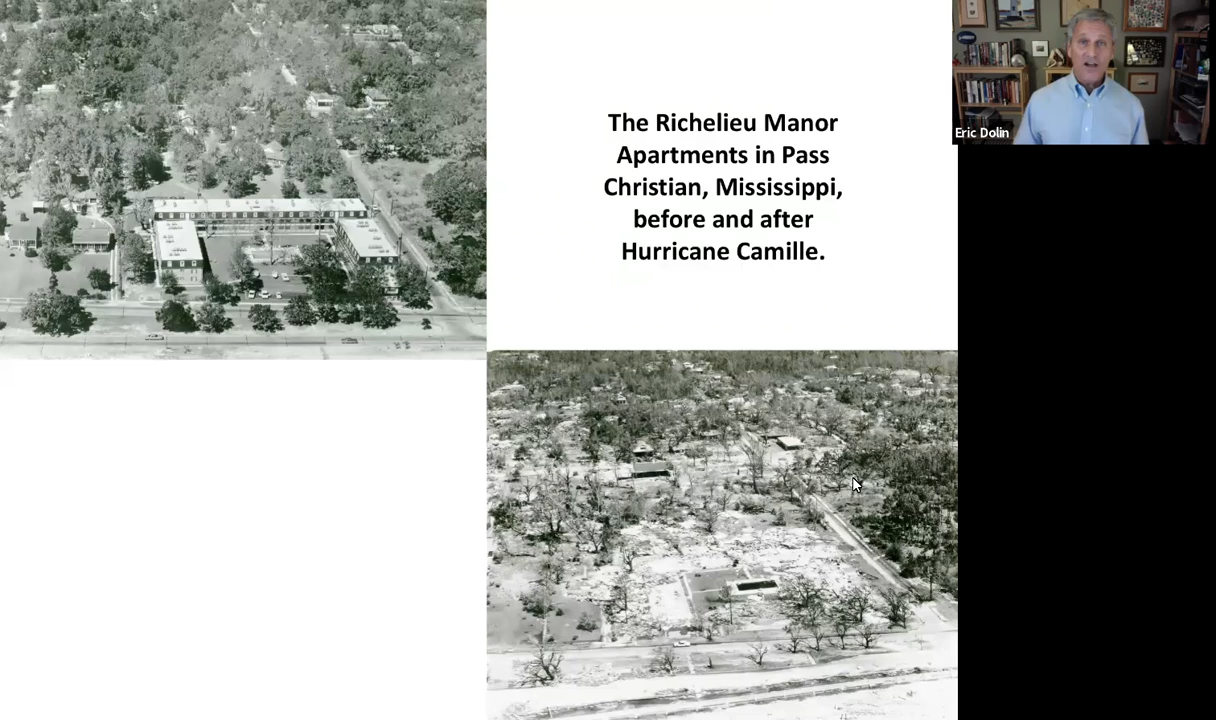 The Richelieu Manor
Apartments in Pass
Christian, Mississippi,
before and after
Hurricane Camille.
Eric Dolin